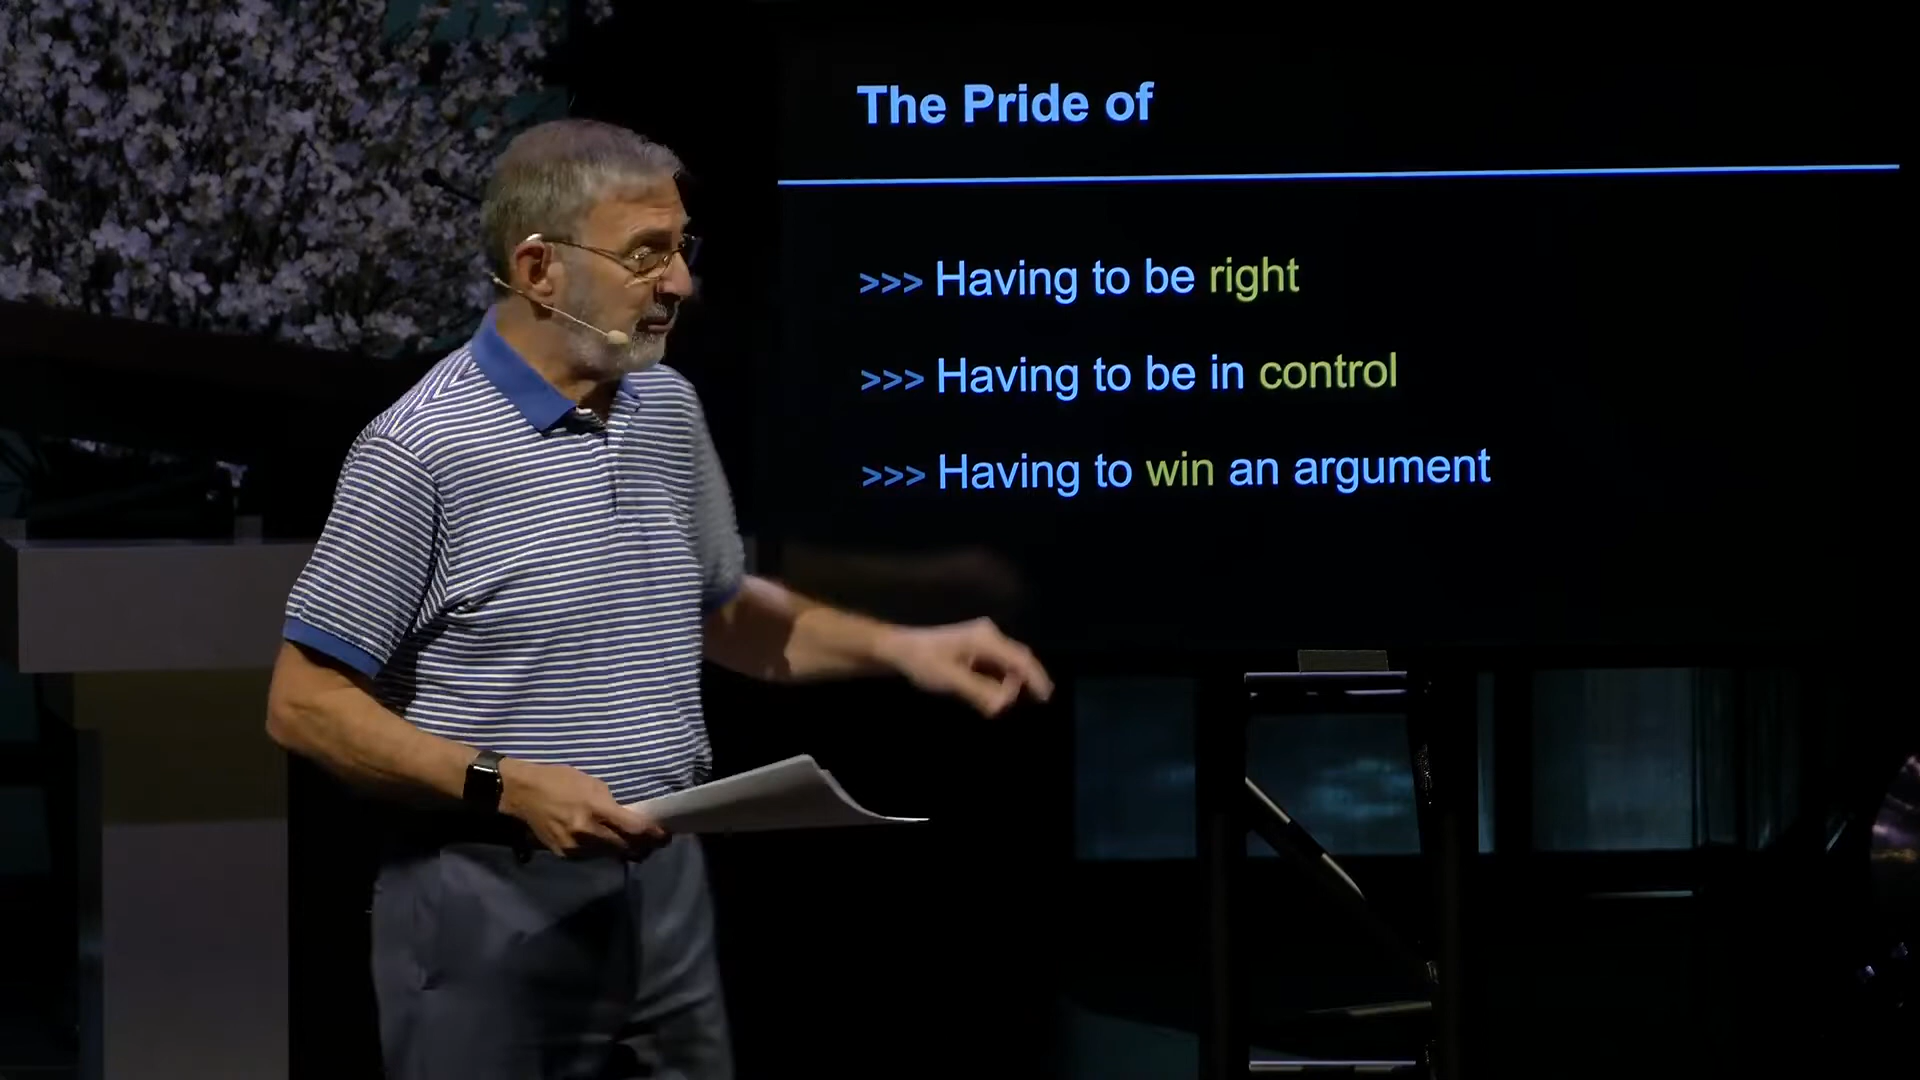 The Pride of
>>> Having to be right
>>> Having to be in control
>>> Having to win an argument